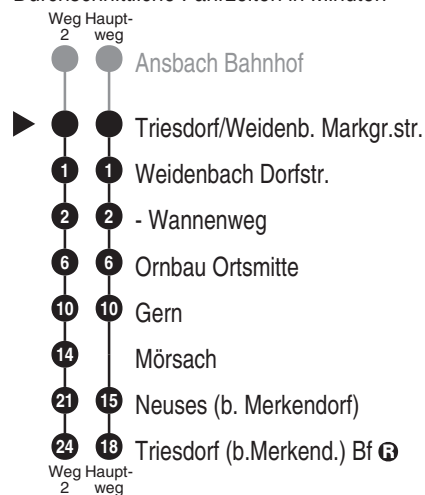 Durchschnittliche Fahrzeiten in Minuten
Weg Haupt-
2 weg
Ansbach Bahnhof
Triesdorf/Weidenb. Markgr.str.
1 1 Weidenbach Dorfstr.
2 2 - Wannenweg
6 6 Ornbau Ortsmitte
10 10 Gern
14 Mörsach
21 15 Neuses (b. Merkendorf)
24 18 Triesdorf (b.Merkend.) Bf R
Weg Haupt-
2 weg